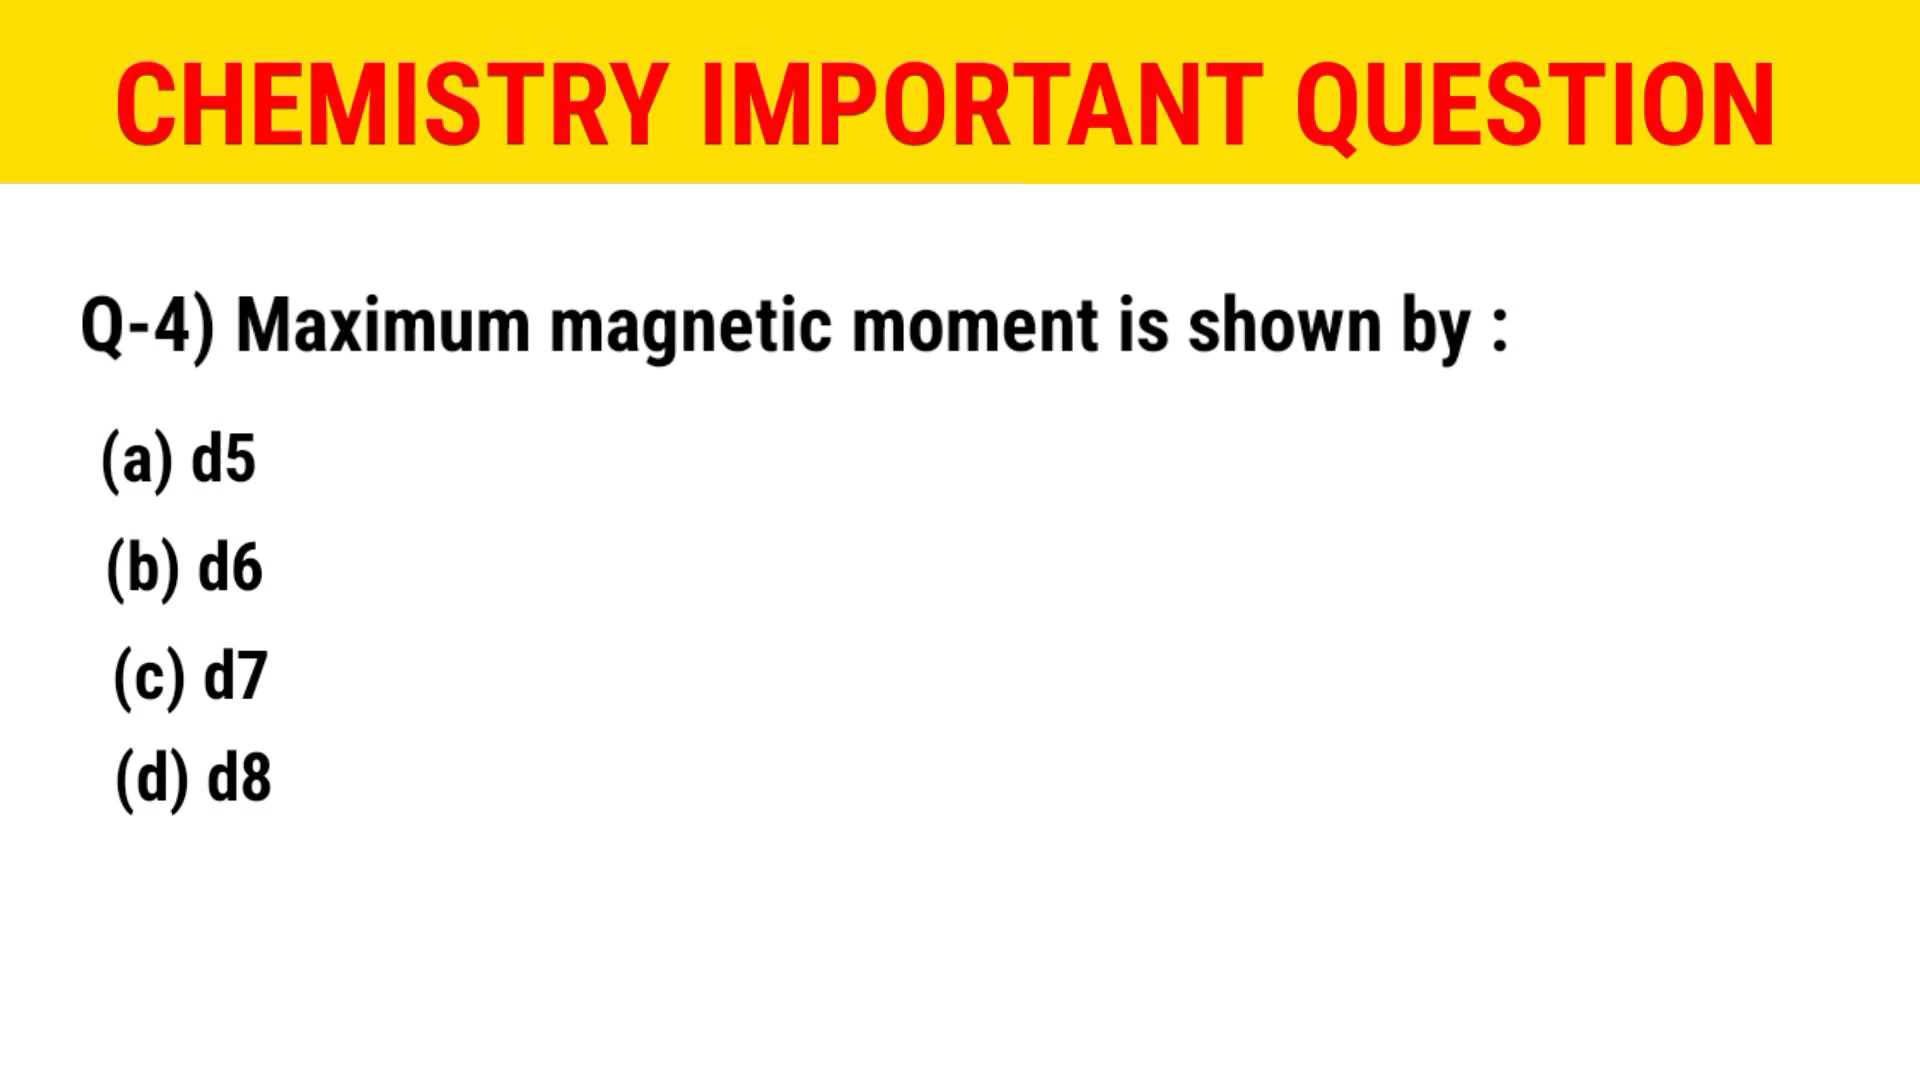 CHEMISTRY IMPORTANT QUESTION
Q-4) Maximum magnetic moment is shown by :
(a) d5
(b) d6
(c) d7
(d) d8